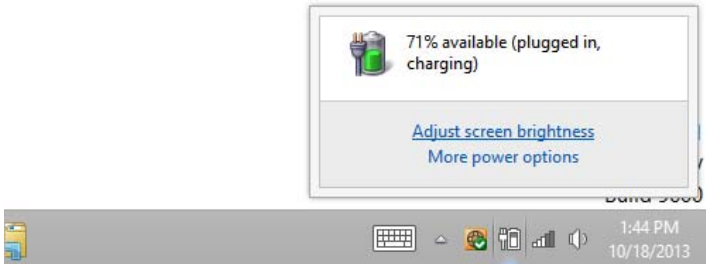 71% available (plugged in,
charging)
Adjust screen brightness
More power options
1:44 PM
10/18/2013